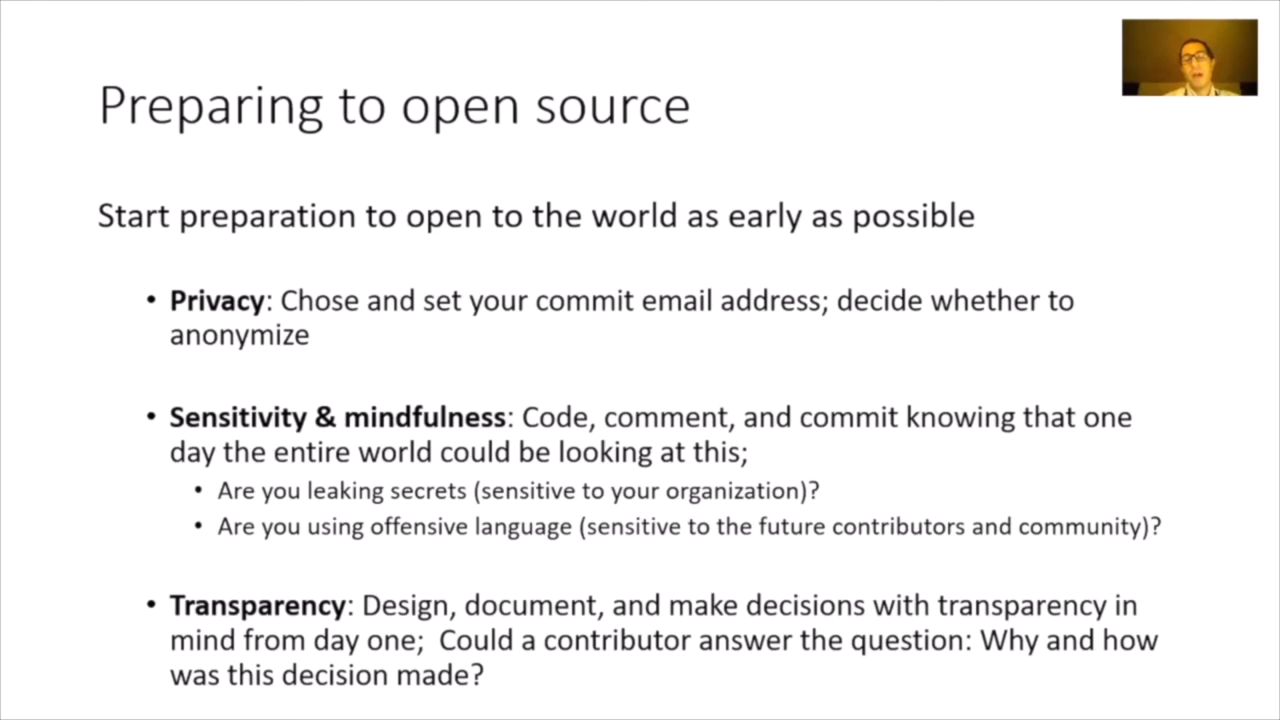 Preparing to open source
Start preparation to open to the world as early as possible
• Privacy: Chose and set your commit email address; decide whether to
anonymize
• Sensitivity & mindfulness: Code, comment, and commit knowing that one
day the entire world could be looking at this;
• Are you leaking secrets (sensitive to your organization)?
• Are you using offensive language (sensitive to the future contributors and community)?
• Transparency: Design, document, and make decisions with transparency in
mind from day one;  Could a contributor answer the question: Why and how
was this decision made?